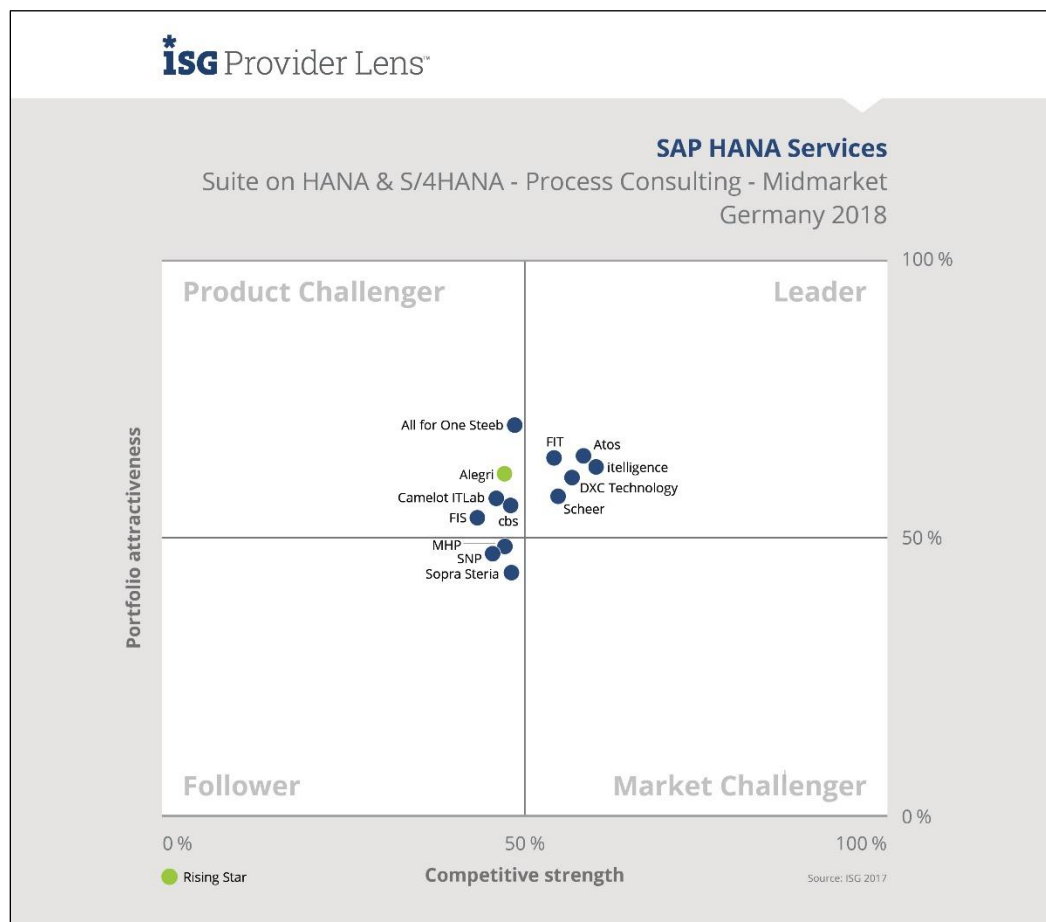 ISG Provider Lens™
SAP HANA Services
Suite on HANA & S/4HANA - Process Consulting - Midmarket
Germany 2018
100 %
Product Challenger
Leader
All for One Steeb
FIT
Atos
Alegri
itelligence
DXC Technology
Camelot ITLab
Scheer
FIS
cbs
50 %
MHP
SNP
Sopra Steria
Portfolio attractiveness
Follower
Market Challenger
0 %
0 %
50 %
100 %
Rising Star
Competitive strength
Source: ISG 2017